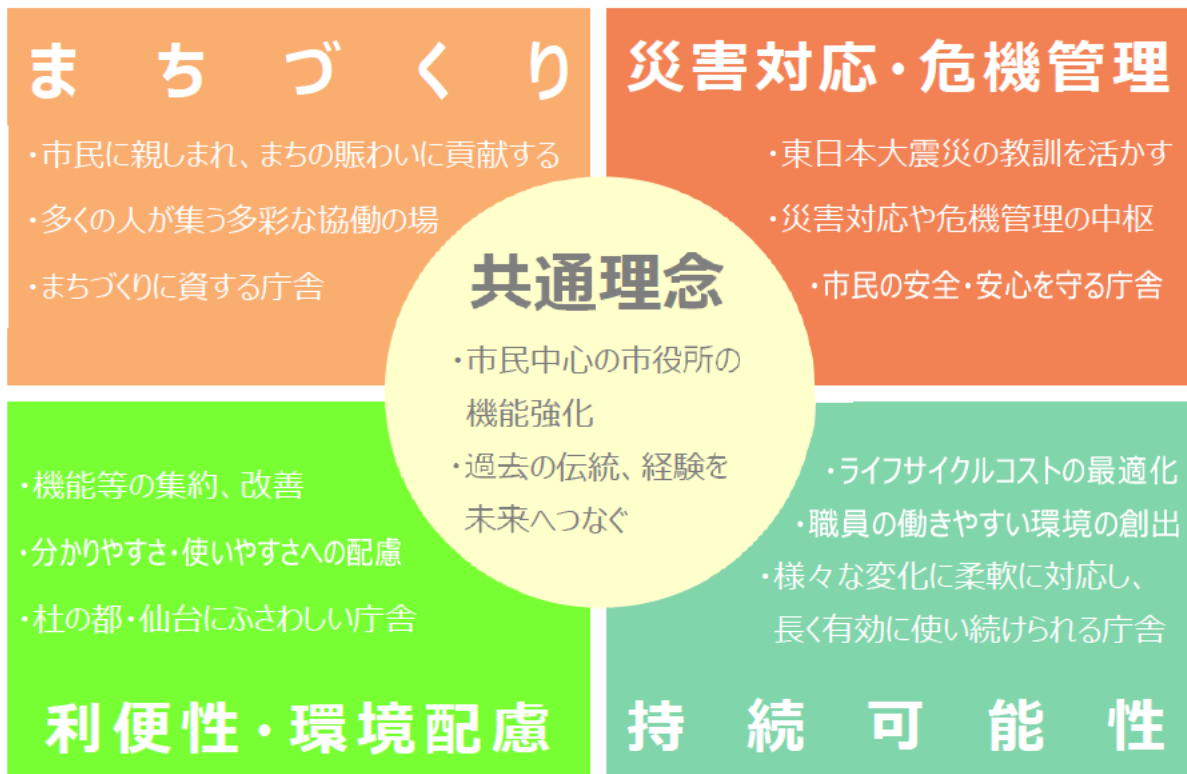 まちづくり
・市民に親しまれ、まちの賑わいに貢献する
・多くの人が集う多彩な協働の場
・まちづくりに資する庁舎
災害対応・危機管理
・東日本大震災の教訓を活かす
・災害対応や危機管理の中枢
・市民の安全・安心を守る庁舎
共通理念
・市民中心の市役所の
機能強化
・過去の伝統、経験を
未来へつなぐ
・機能等の集約、改善
・分かりやすさ・使いやすさへの配慮
・杜の都・仙台にふさわしい庁舎
利便性・環境配慮
・ライフサイクルコストの最適化
・職員の働きやすい環境の創出
・様々な変化に柔軟に対応し、
長く有効に使い続けられる庁舎
持続可能性